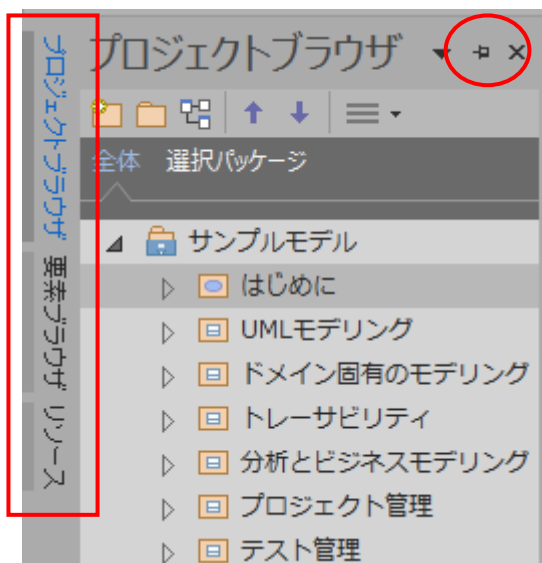 プロジェクトブラウザ
要素ブラウザ
リソース
プロジェクトブラウザ
全体 選択パッケージ
サンプルモデル
はじめに
UMLモデリング
ドメイン固有のモデリング
トレーサビリティ
分析とビジネスモデリング
プロジェクト管理
テスト管理